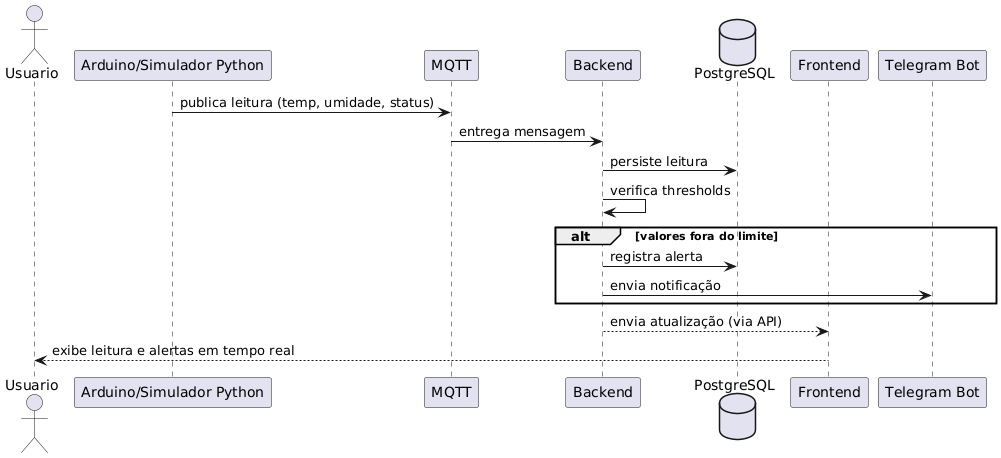 Usuario
Arduino/Simulador Python
MQTT
Backend
PostgreSQL
Frontend
Telegram Bot
publica leitura (temp, umidade, status)
entrega mensagem
persiste leitura
verifica thresholds
alt
[valores fora do limite]
registra alerta
envia notificação
envia atualização (via API)
exibe leitura e alertas em tempo real
Usuario
Arduino/Simulador Python
MQTT
Backend
PostgreSQL
Frontend
Telegram Bot